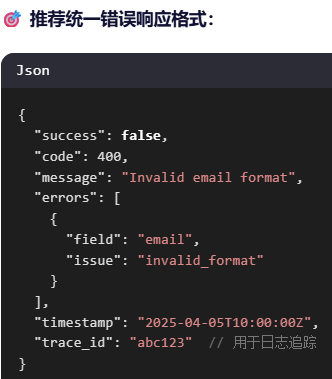 🎯 推荐统一错误响应格式：
Json
{
  "success": false,
  "code": 400,
  "message": "Invalid email format",
  "errors": [
    {
      "field": "email",
      "issue": "invalid_format"
    }
  ],
  "timestamp": "2025-04-05T10:00:00Z",
  "trace_id": "abc123"  // 用于日志追踪
}